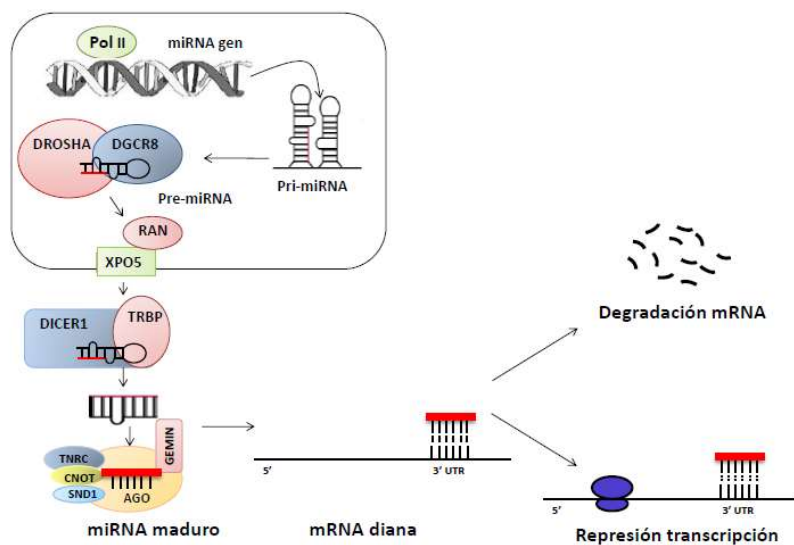 Pol II
miRNA gen
DROSHA
DGCR8
Pri-miRNA
Pre-miRNA
RAN
XPO5
DICER1
TRBP
Degradación mRNA
GEMIN
TNRC
CNOT
SND1
AGO
5'
3' UTR
5'
3' UTR
miRNA maduro
mRNA diana
Represión transcripción